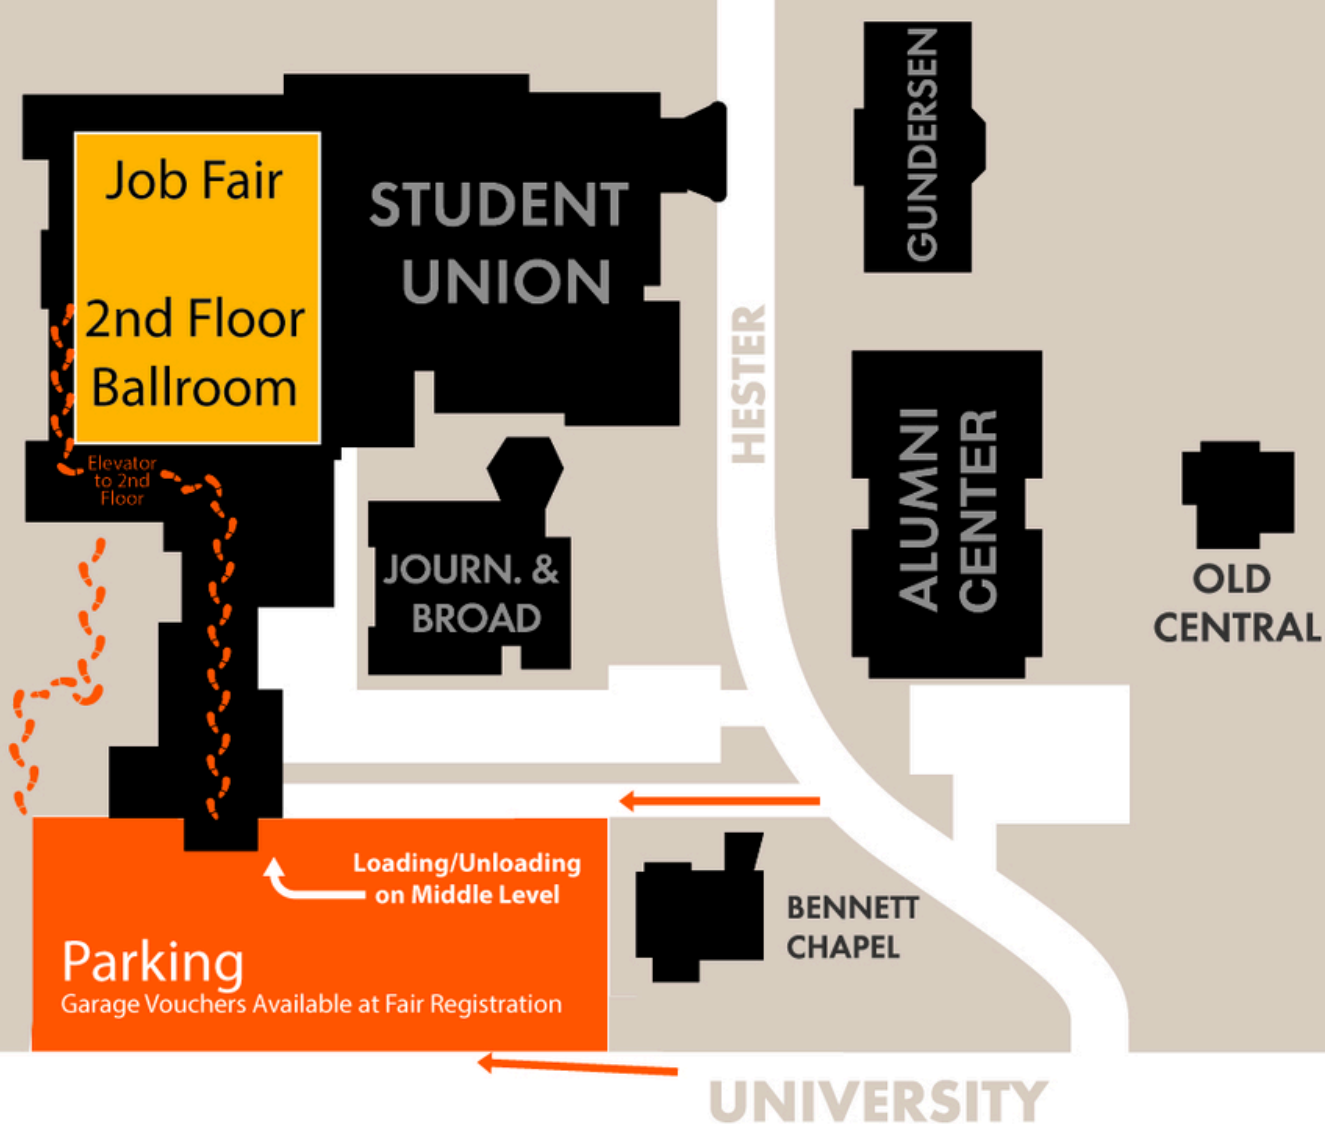 Job Fair
2nd Floor
Ballroom
STUDENT
UNION
GUNDERSEN
HESTER
Elevator
to 2nd
Floor
JOURN. &
BROAD
ALUMNI
CENTER
OLD
CENTRAL
Loading/Unloading
on Middle Level
Parking
Garage Vouchers Available at Fair Registration
BENNETT
CHAPEL
UNIVERSITY